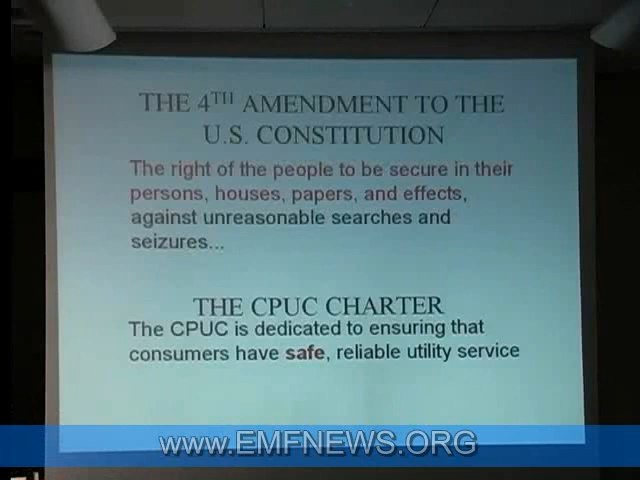 THE 4TH AMENDMENT TO THE
U.S. CONSTITUTION
The right of the people to be secure in their
persons, houses, papers, and effects,
against unreasonable searches and
seizures...
THE CPUC CHARTER
The CPUC is dedicated to ensuring that
consumers have safe, reliable utility service
www.EMFNEWS.ORG